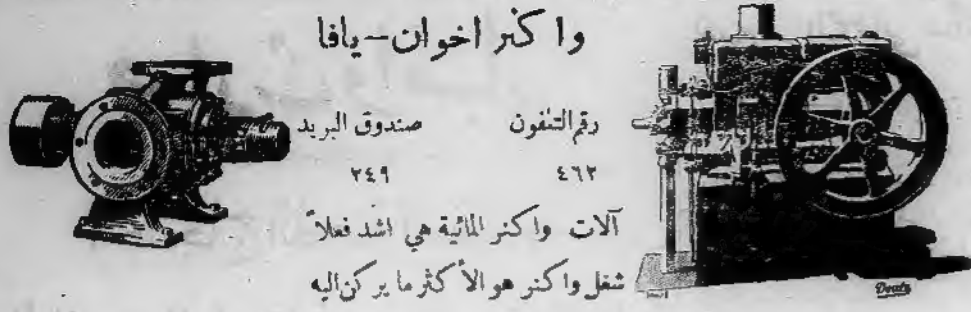 واكنر اخوان - يافا
رقم التلفون صندوق البريد
٤٦٢ ٢٤٩
آلات واكنر المائية هي اشد فعلاً
شغل واكنر هو الأكثر ما يركن اليه
Deutz